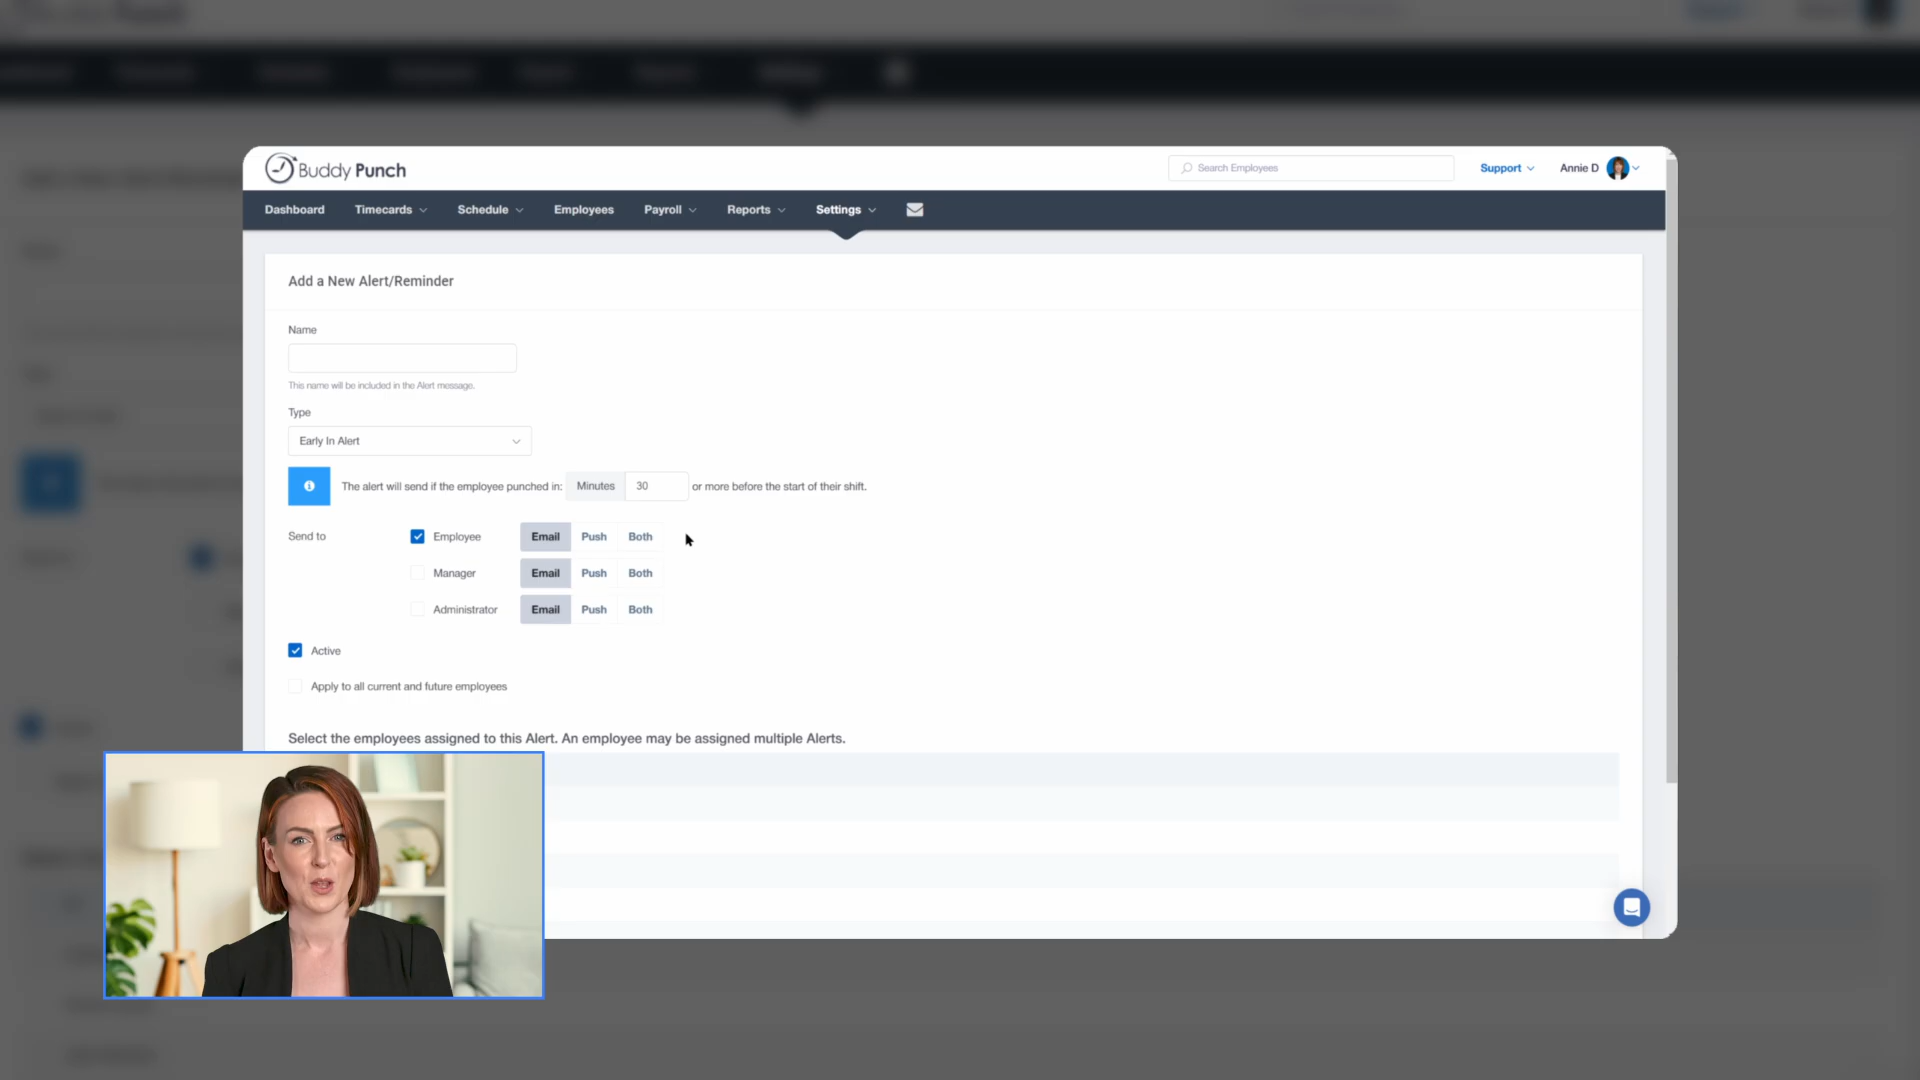 Buddy Punch
Search Employees
Support
Annie D
Dashboard Timecards Schedule Employees Payroll Reports Settings
Add a New Alert/Reminder
Name
This name will be included in the Alert message.
Type
Early In Alert
The alert will send if the employee punched in: Minutes 30 or more before the start of their shift.
Send to Employee Email Push Both
Manager Email Push Both
Administrator Email Push Both
Active
Apply to all current and future employees
Select the employees assigned to this Alert. An employee may be assigned multiple Alerts.